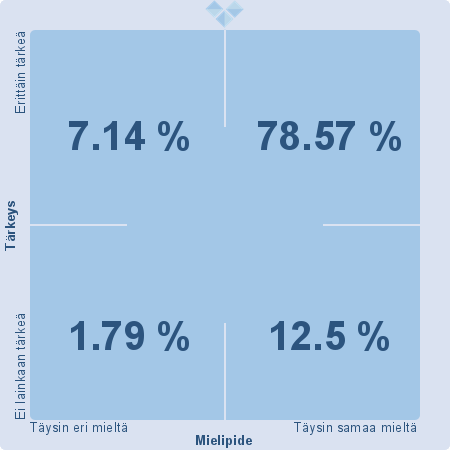 Erittäin tärkeä
7.14 %
78.57 %
Tärkeys
1.79 %
12.5 %
Ei lainkaan tärkeä
Täysin eri mieltä
Täysin samaa mieltä
Mielipide